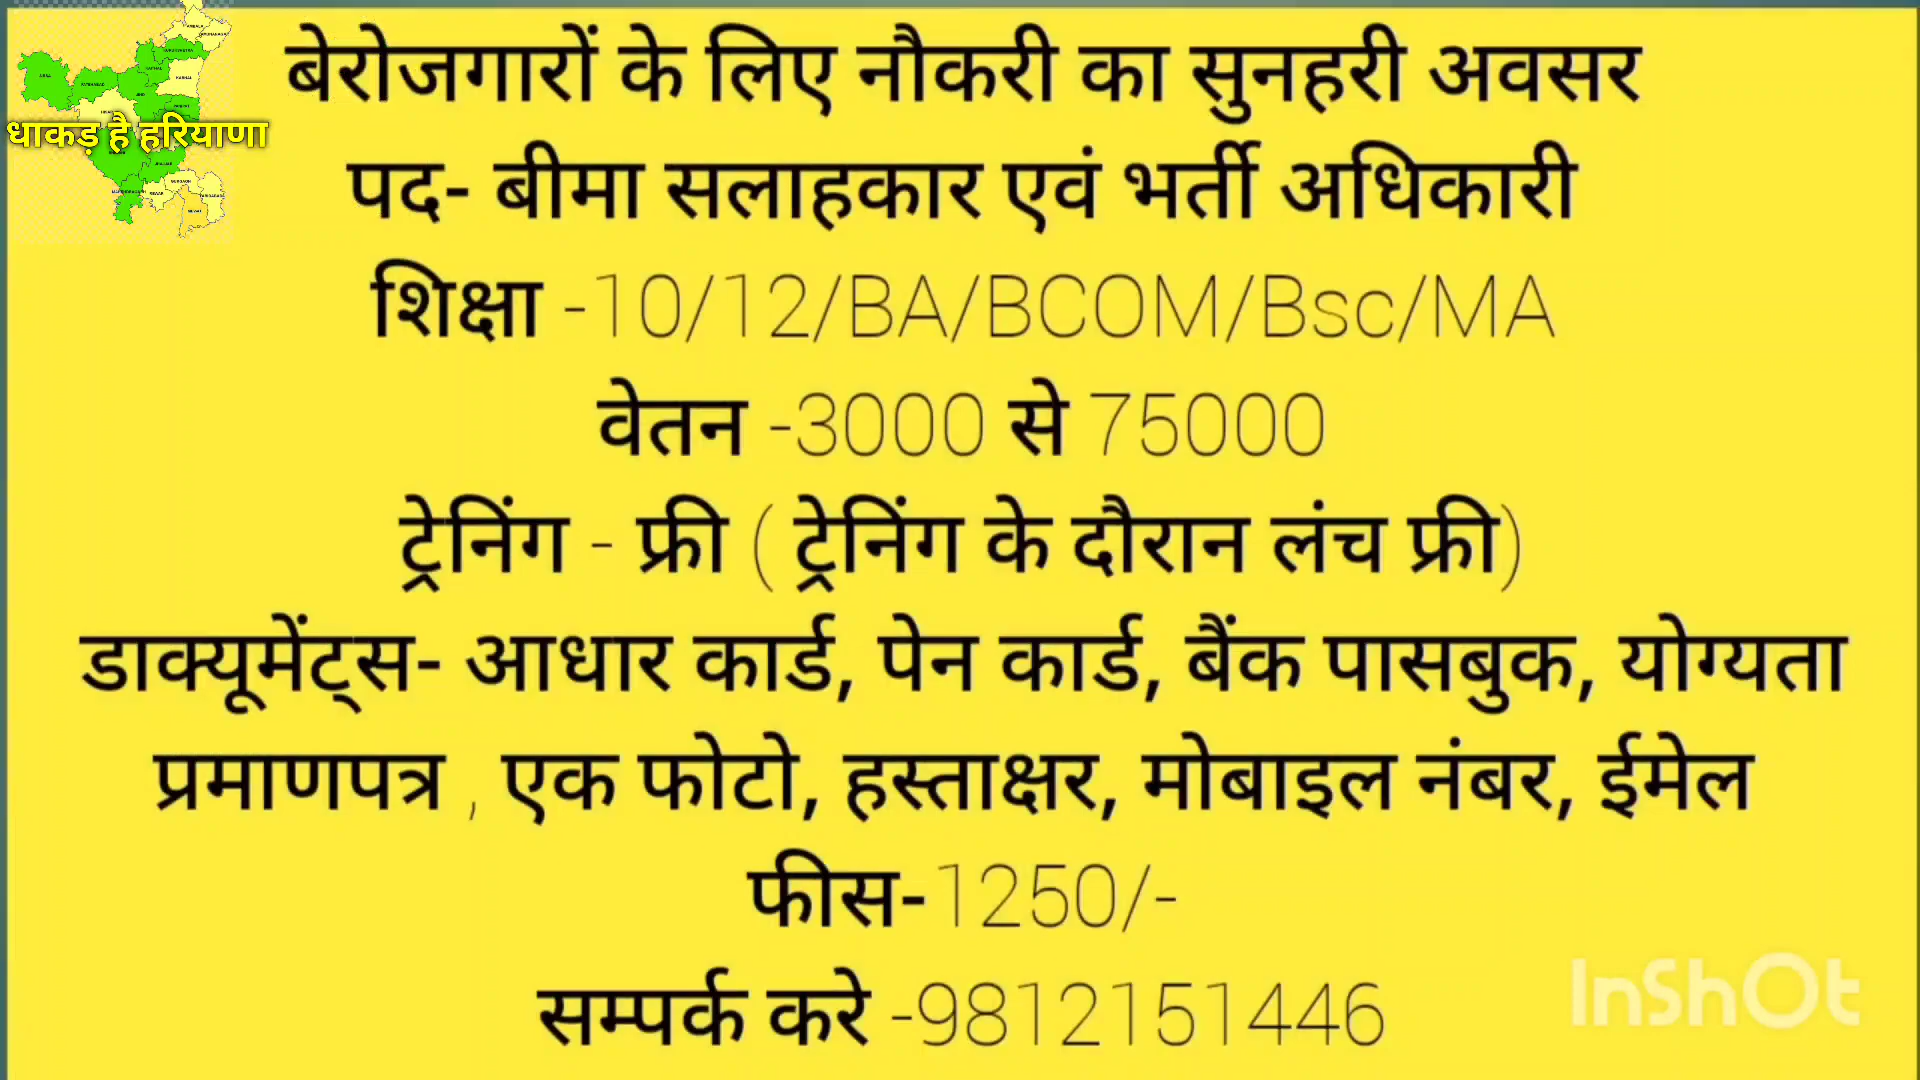 धाकड़ है हरियाणा
बेरोजगारों के लिए नौकरी का सुनहरी अवसर
पद- बीमा सलाहकार एवं भर्ती अधिकारी
शिक्षा -10/12/BA/BCOM/Bsc/MA
वेतन -3000 से 75000
ट्रेनिंग - फ्री ( ट्रेनिंग के दौरान लंच फ्री)
डाक्यूमेंट्स- आधार कार्ड, पेन कार्ड, बैंक पासबुक, योग्यता
प्रमाणपत्र , एक फोटो, हस्ताक्षर, मोबाइल नंबर, ईमेल
फीस-1250/-
सम्पर्क करे -9812151446
InShOt